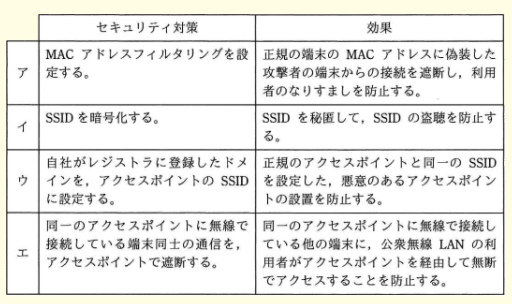 セキュリティ対策 効果
ア
MAC アドレスフィルタリングを設
定する。
正規の端末の MAC アドレスに偽装した
攻撃者の端末からの接続を遮断し，利用
者のなりすましを防止する。
イ
SSID を暗号化する。
SSID を秘匿して，SSID の盗聴を防止す
る。
ウ
自社がレジストラに登録したドメ
インを，アクセスポイントの SSID
に設定する。
正規のアクセスポイントと同一の SSID
を設定した，悪意のあるアクセスポイン
トの設置を防止する。
エ
同一のアクセスポイントに無線で
接続している端末同士の通信を，
アクセスポイントで遮断する。
同一のアクセスポイントに無線で接続し
ている他の端末に，公衆無線 LAN の利
用者がアクセスポイントを経由して無断
でアクセスすることを防止する。